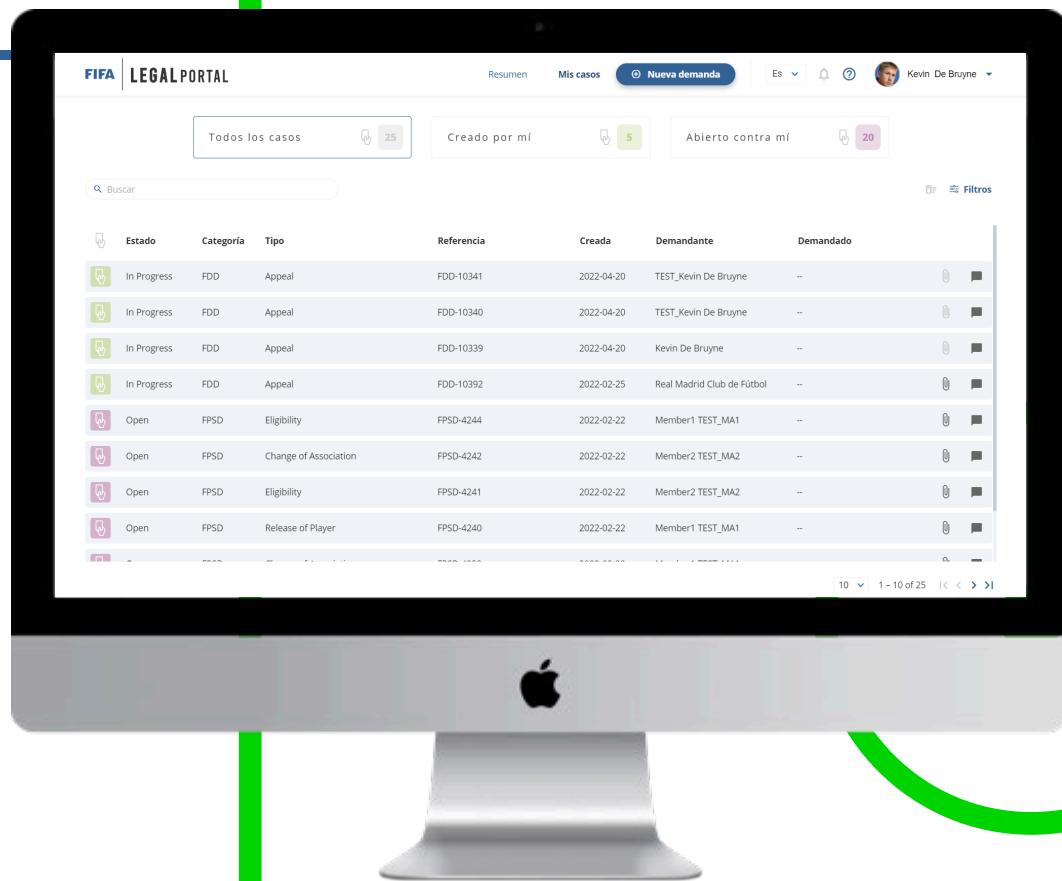 FIFA LEGALPORTAL Resumen Mis casos Nueva demanda Es Kevin De Bruyne
Todos los casos 25 Creado por mí 5 Abierto contra mí 20
Buscar Filtros
Estado Categoría Tipo Referencia Creada Demandante Demandado
In Progress FDD Appeal FDD-10341 2022-04-20 TEST_Kevin De Bruyne --
In Progress FDD Appeal FDD-10340 2022-04-20 TEST_Kevin De Bruyne --
In Progress FDD Appeal FDD-10339 2022-04-20 Kevin De Bruyne --
In Progress FDD Appeal FDD-10392 2022-02-25 Real Madrid Club de Fútbol --
Open FPSD Eligibility FPSD-4244 2022-02-22 Member1 TEST_MA1 --
Open FPSD Change of Association FPSD-4242 2022-02-22 Member2 TEST_MA2 --
Open FPSD Eligibility FPSD-4241 2022-02-22 Member2 TEST_MA2 --
Open FPSD Release of Player FPSD-4240 2022-02-22 Member1 TEST_MA1 --
10 1 – 10 of 25